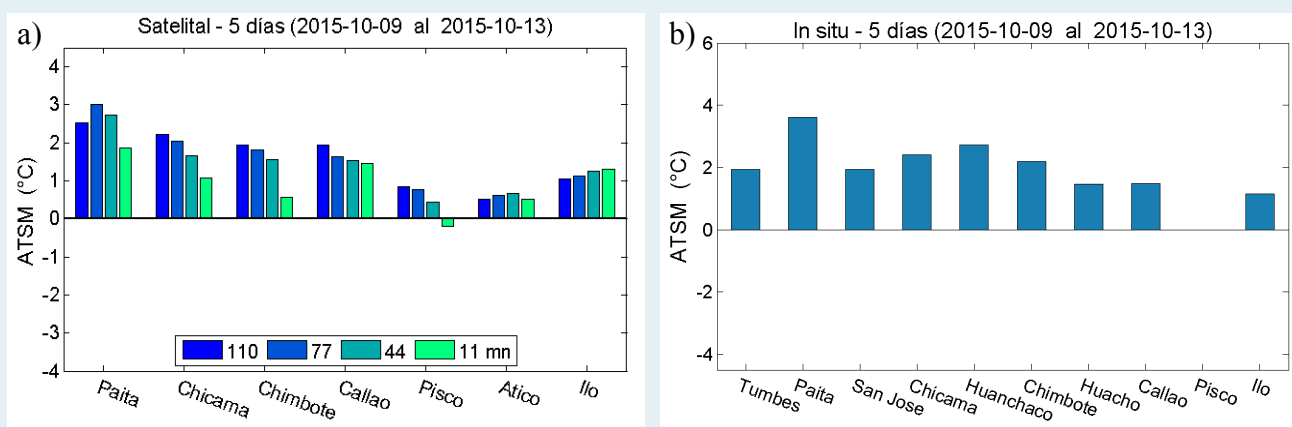 a)
Satelital - 5 días (2015-10-09 al 2015-10-13)
ATSM (°C)
4
3
2
1
0
-1
-2
-3
-4
110 77 44 11 mn
Paita Chicama Chimbote Callao Pisco Atico Ilo
b)
In situ - 5 días (2015-10-09 al 2015-10-13)
ATSM (°C)
6
4
2
0
-2
-4
Tumbes Paita San Jose Chicama Huanchaco Chimbote Huacho Callao Pisco Ilo